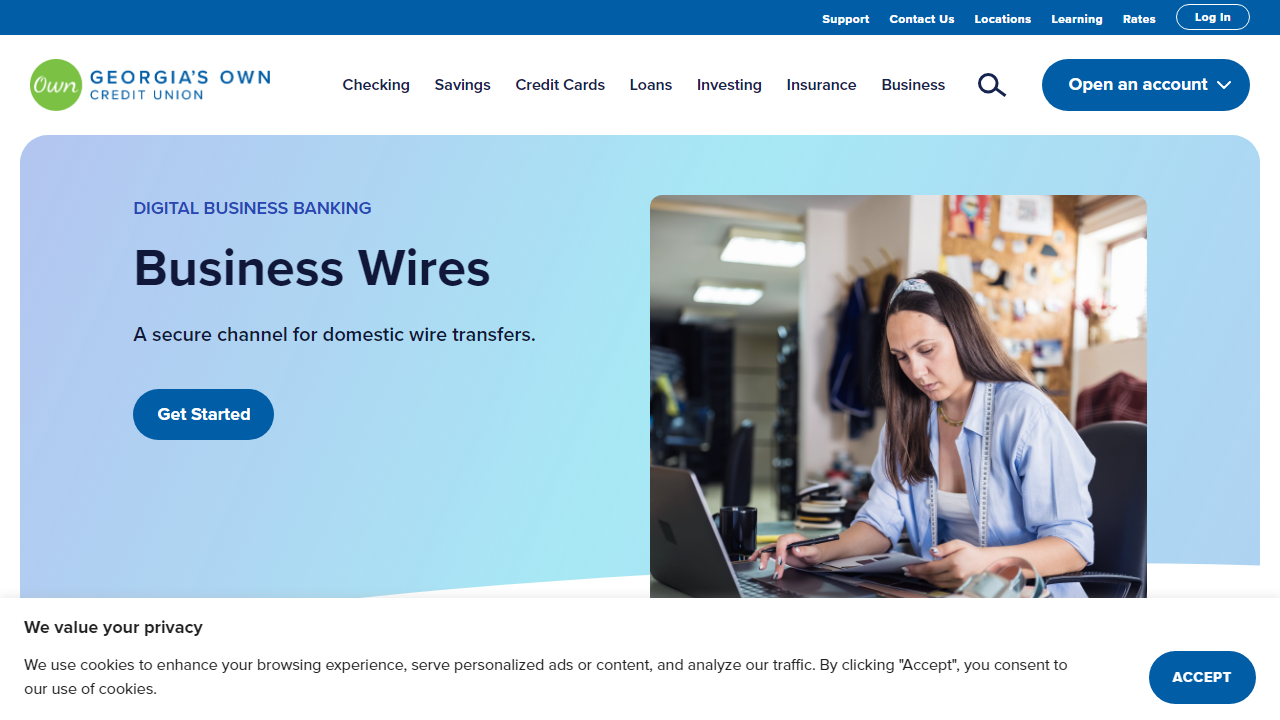 Support Contact Us Locations Learning Rates Log In
Own GEORGIA'S OWN
CREDIT UNION
Checking Savings Credit Cards Loans Investing Insurance Business
Open an account
DIGITAL BUSINESS BANKING
Business Wires
A secure channel for domestic wire transfers.
Get Started
We value your privacy
We use cookies to enhance your browsing experience, serve personalized ads or content, and analyze our traffic. By clicking "Accept", you consent to
our use of cookies.
ACCEPT